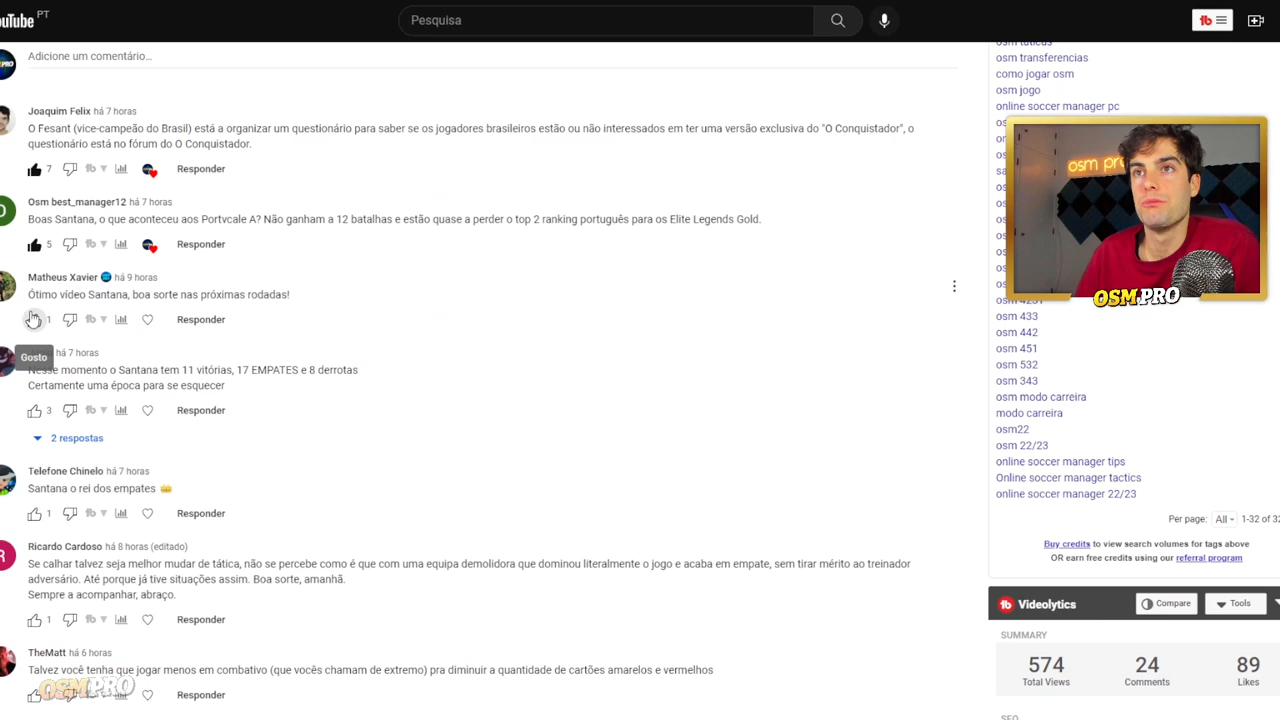 ouTube PT
Pesquisa
Adicione um comentário...
Joaquim Felix há 7 horas
O Fesant (vice-campeão do Brasil) está a organizar um questionário para saber se os jogadores brasileiros estão ou não interessados em ter uma versão exclusiva do "O Conquistador", o
questionário está no fórum do O Conquistador.
7 Responder
Osm best_manager12 há 7 horas
Boas Santana, o que aconteceu aos Portvcale A? Não ganham a 12 batalhas e estão quase a perder o top 2 ranking português para os Elite Legends Gold.
5 Responder
Matheus Xavier há 9 horas
Ótimo vídeo Santana, boa sorte nas próximas rodadas!
1 Responder
Gosto
há 7 horas
Nesse momento o Santana tem 11 vitórias, 17 EMPATES e 8 derrotas
Certamente uma época para se esquecer
3 Responder
2 respostas
Telefone Chinelo há 7 horas
Santana o rei dos empates
1 Responder
R
Ricardo Cardoso há 8 horas (editado)
Se calhar talvez seja melhor mudar de tática, não se percebe como é que com uma equipa demolidora que dominou literalmente o jogo e acaba em empate, sem tirar mérito ao treinador
adversário. Até porque já tive situações assim. Boa sorte, amanhã.
Sempre a acompanhar, abraço.
1 Responder
TheMatt há 6 horas
Talvez você tenha que jogar menos em combativo (que vocês chamam de extremo) pra diminuir a quantidade de cartões amarelos e vermelhos
Responder
OSMPRO
osm taticas
osm transferencias
como jogar osm
osm jogo
online soccer manager pc
osm pro
OSM.PRO
osm 4231
osm 433
osm 442
osm 451
osm 532
osm 343
osm modo carreira
modo carreira
osm22
osm 22/23
online soccer manager tips
Online soccer manager tactics
online soccer manager 22/23
Per page: All 1-32 of 32
Buy credits to view search volumes for tags above
OR earn free credits using our referral program
tb Videolytics Compare Tools
SUMMARY
574 24 89
Total Views Comments Likes
SEO